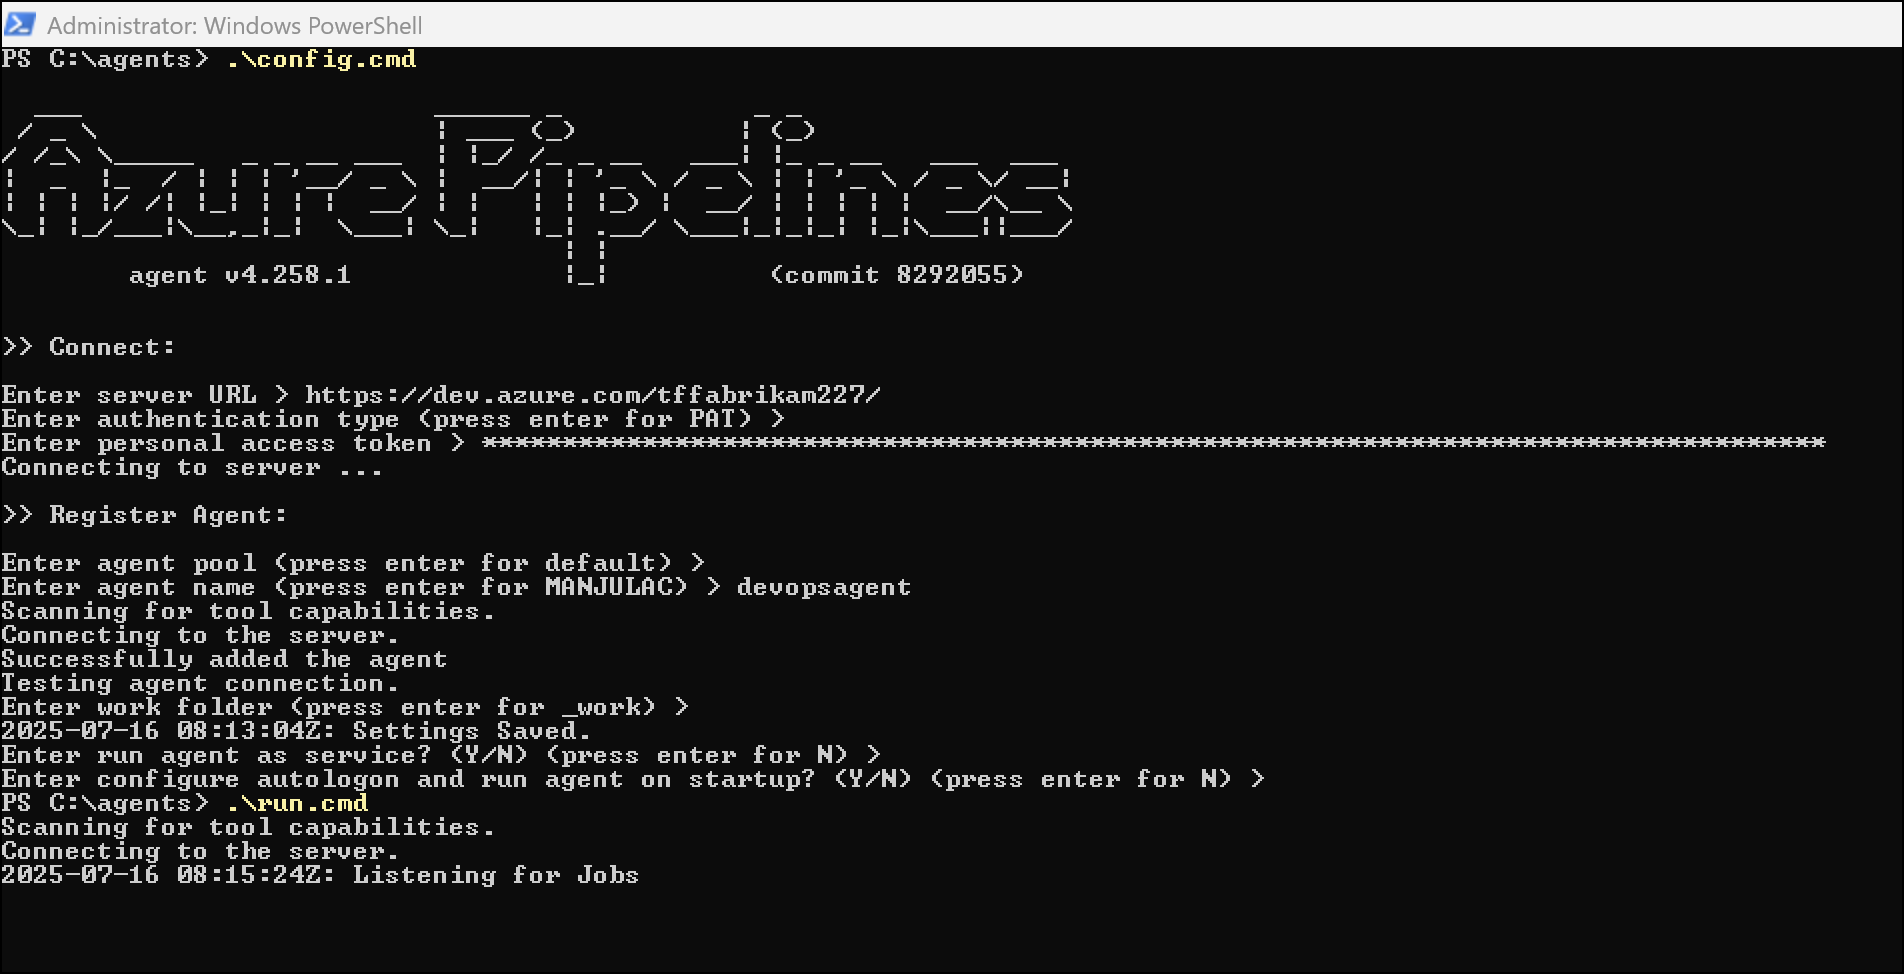 Administrator: Windows PowerShell
PS C:\agents> .\config.cmd
Azure Pipelines
agent v4.258.1 (commit 8292055)
>> Connect:
Enter server URL > https://dev.azure.com/tffabrikam227/
Enter authentication type (press enter for PAT) >
Enter personal access token > ************************************************************************************
Connecting to server ...
>> Register Agent:
Enter agent pool (press enter for default) >
Enter agent name (press enter for MANJULAC) > devopsagent
Scanning for tool capabilities.
Connecting to the server.
Successfully added the agent
Testing agent connection.
Enter work folder (press enter for _work) >
2025-07-16 08:13:04Z: Settings Saved.
Enter run agent as service? (Y/N) (press enter for N) >
Enter configure autologon and run agent on startup? (Y/N) (press enter for N) >
PS C:\agents> .\run.cmd
Scanning for tool capabilities.
Connecting to the server.
2025-07-16 08:15:24Z: Listening for Jobs